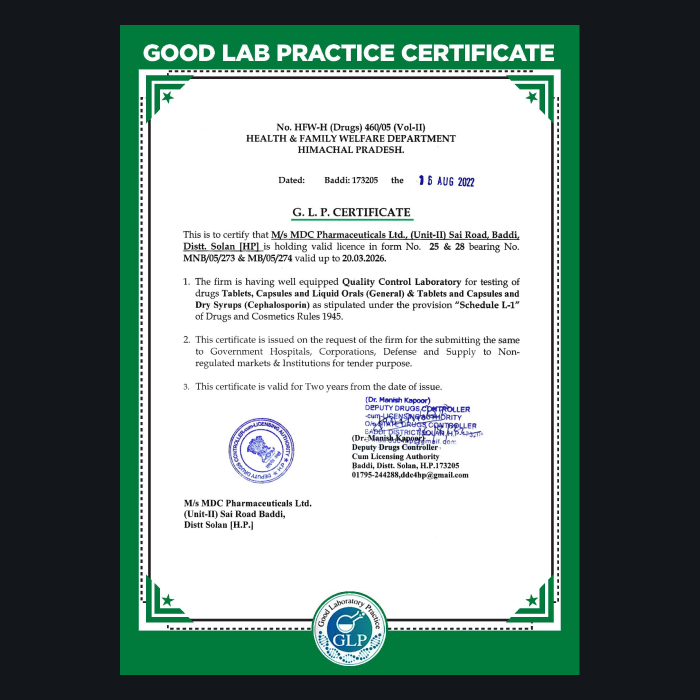 GOOD LAB PRACTICE CERTIFICATE
No. HFW-H (Drugs) 460/05 (Vol-II)
HEALTH & FAMILY WELFARE DEPARTMENT
HIMACHAL PRADESH.
Dated: Baddi: 173205 the 16 AUG 2022
G. L. P. CERTIFICATE
This is to certify that M/s MDC Pharmaceuticals Ltd., (Unit-II) Sai Road, Baddi,
Distt. Solan [HP] is holding valid licence in form No. 25 & 28 bearing No.
MNB/05/273 & MB/05/274 valid up to 20.03.2026.
1. The firm is having well equipped Quality Control Laboratory for testing of
drugs Tablets, Capsules and Liquid Orals (General) & Tablets and Capsules and
Dry Syrups (Cephalosporin) as stipulated under the provision "Schedule L-1"
of Drugs and Cosmetics Rules 1945.
2. This certificate is issued on the request of the firm for the submitting the same
to Government Hospitals, Corporations, Defense and Supply to Non-
regulated markets & Institutions for tender purpose.
3. This certificate is valid for Two years from the date of issue.
(Dr. Manish Kapoor)
DEPUTY DRUGS CONTROLLER
-cum-LICENSING AUTHORITY
O/o STATE DRUGS CONTROLLER
BADDI DISTRICT SOLAN, H.P.
(Dr. Manish Kapoor)
Deputy Drugs Controller
Cum Licensing Authority
Baddi, Distt. Solan, H.P.173205
01795-244288,ddc4hp@gmail.com
DEPUTY DRUGS CONTROLLER-cum-LICENSING AUTHORITY
H.P.
M/s MDC Pharmaceuticals Ltd.
(Unit-II) Sai Road Baddi,
Distt Solan [H.P.]
Good Laboratory Practice
GLP